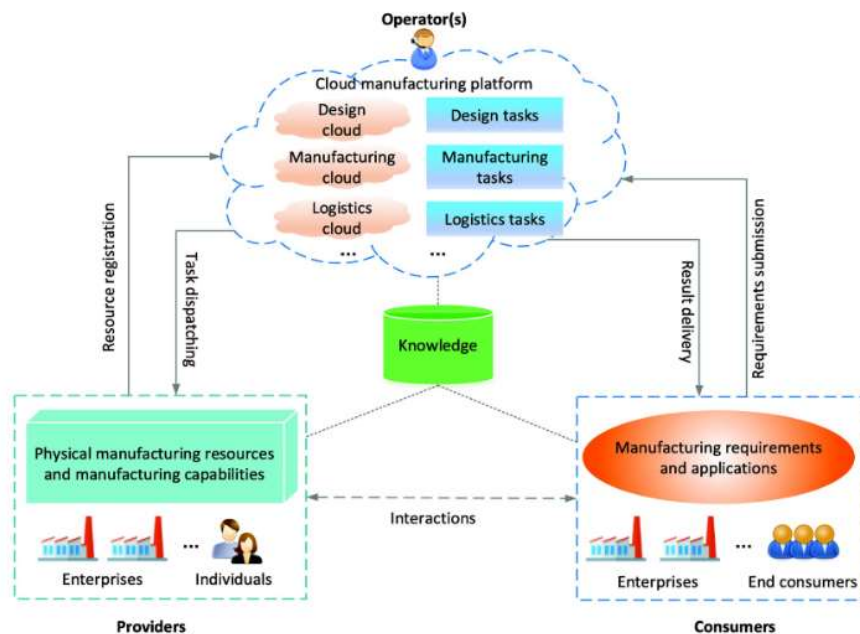 Operator(s)
Cloud manufacturing platform
Design
cloud
Design tasks
Manufacturing
cloud
Manufacturing
tasks
Logistics
cloud
Logistics tasks
...
...
Resource registration
Task dispatching
Result delivery
Requirements submission
Knowledge
Physical manufacturing resources
and manufacturing capabilities
Manufacturing requirements
and applications
Interactions
...
Enterprises
Individuals
...
Enterprises
End consumers
Providers
Consumers